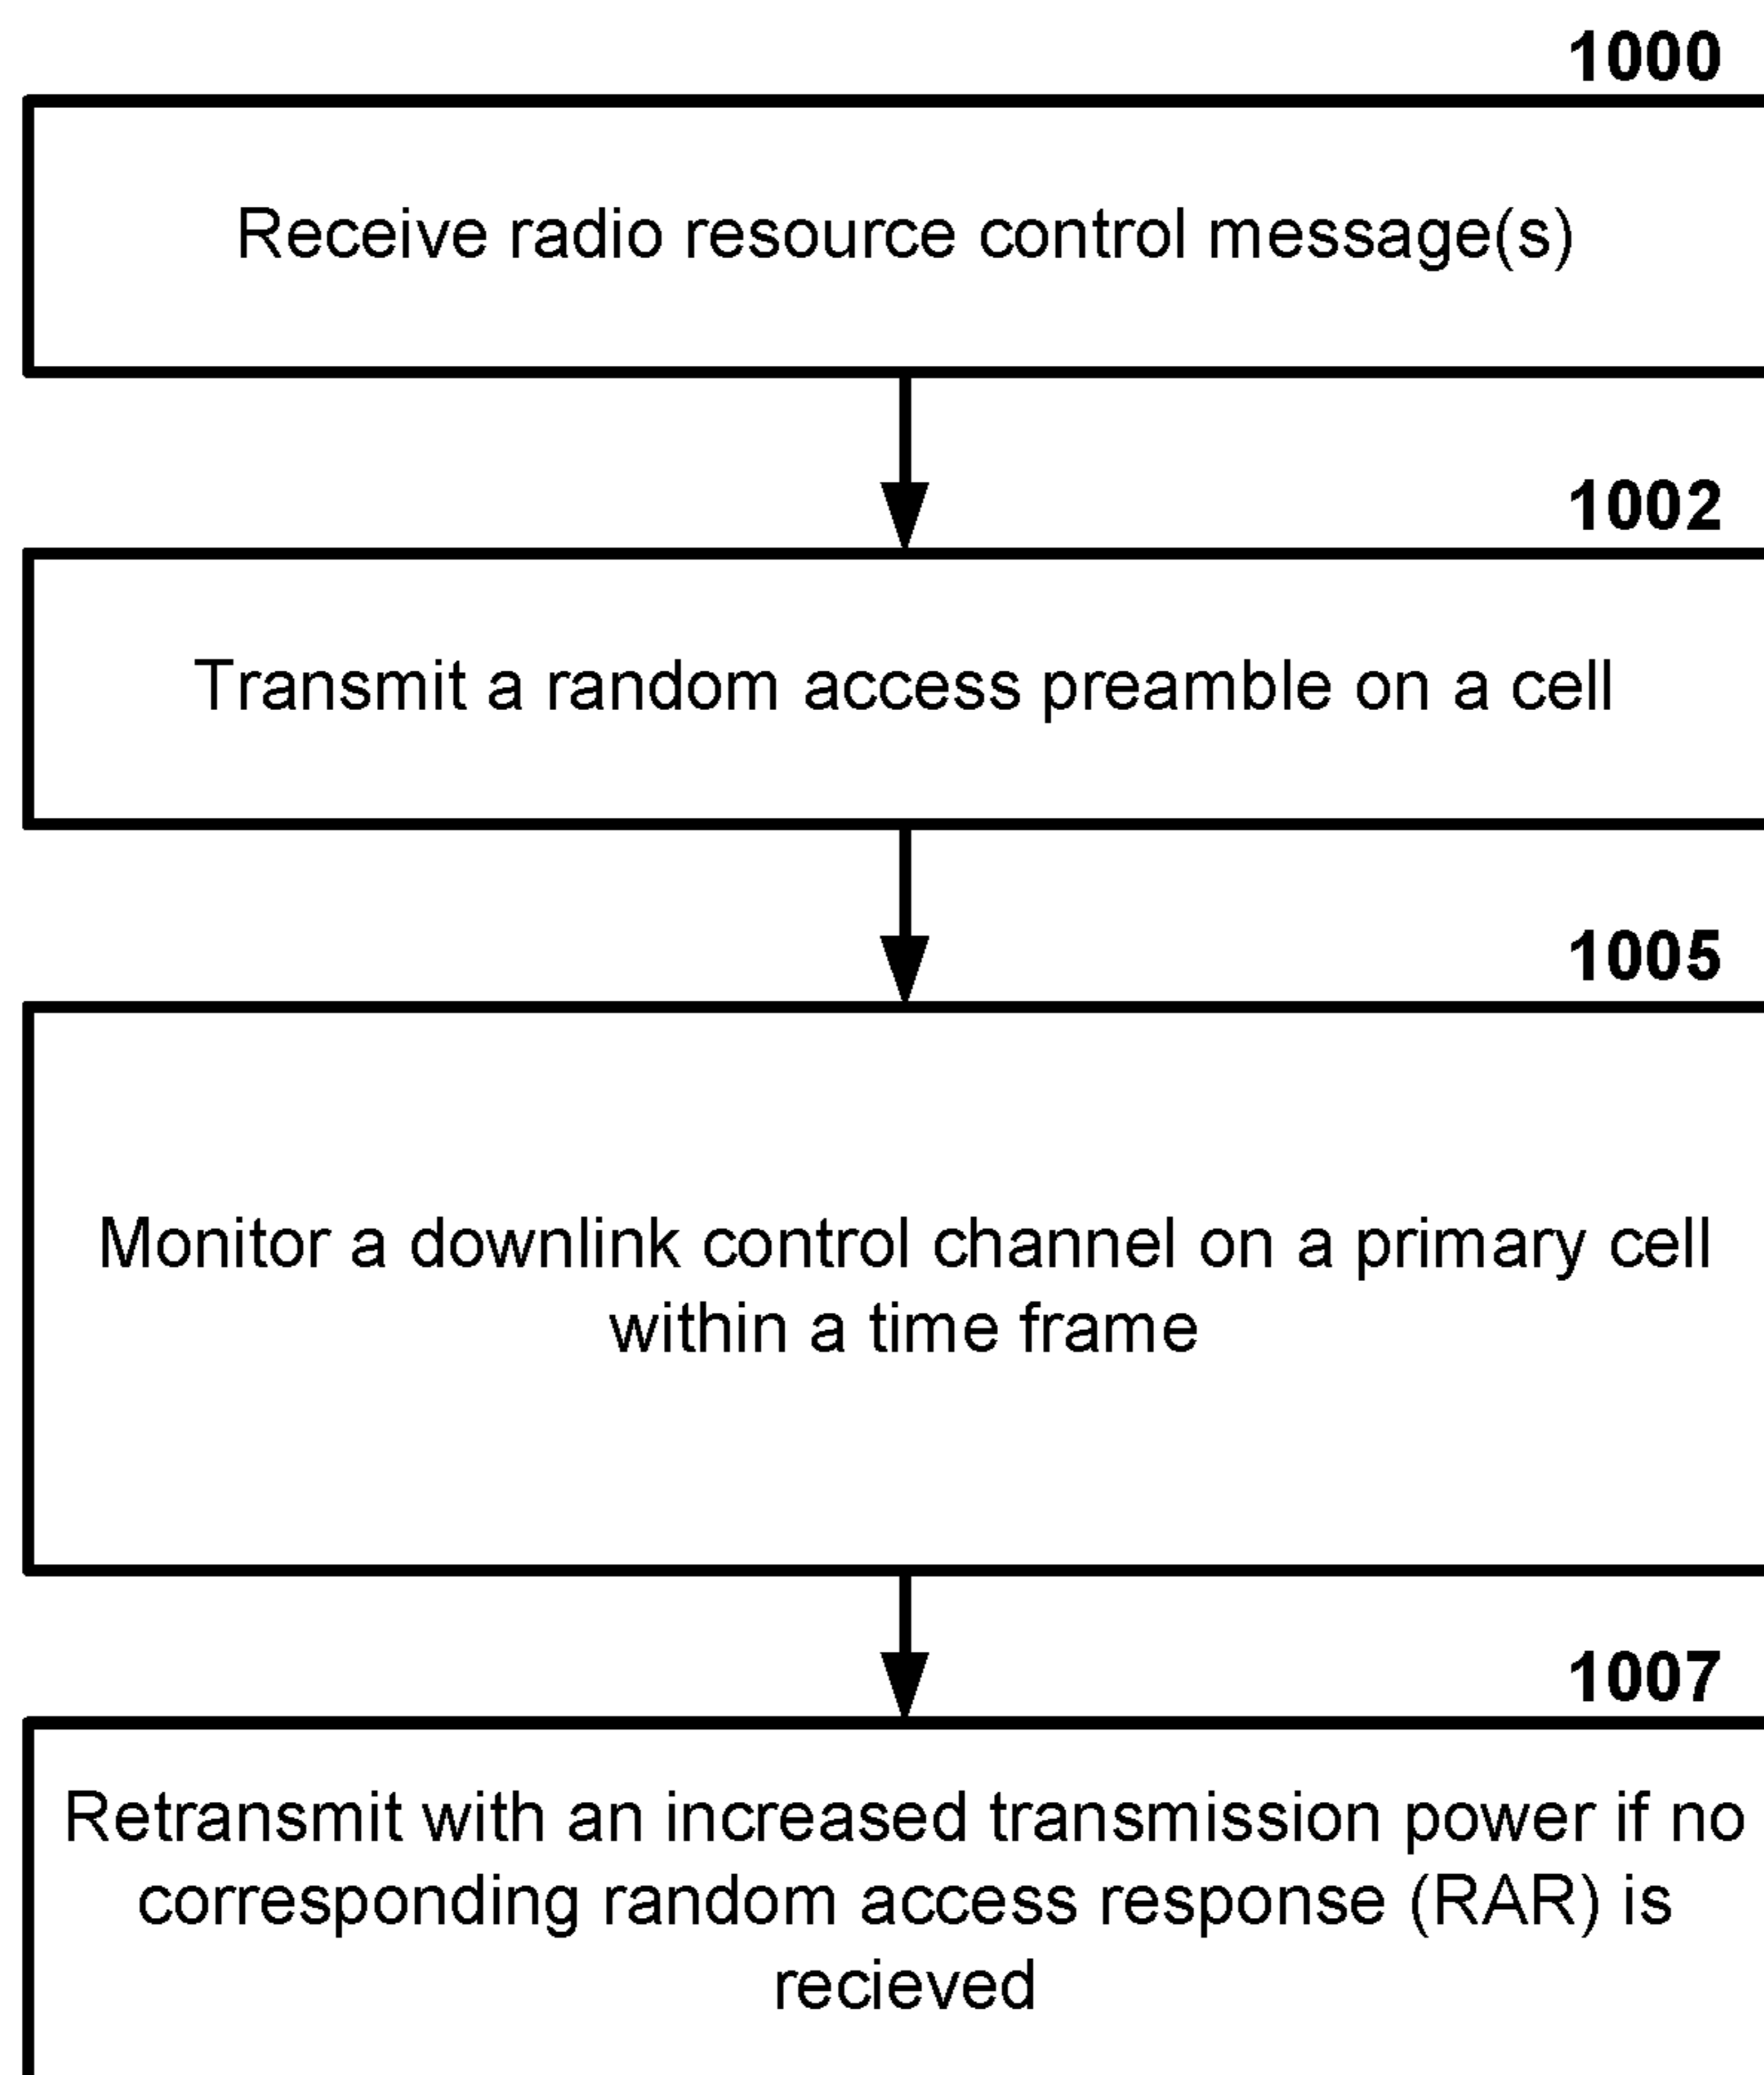 1000
Receive radio resource control message(s)
1002
Transmit a random access preamble on a cell
1005
Monitor a downlink control channel on a primary cell
within a time frame
1007
Retransmit with an increased transmission power if no
corresponding random access response (RAR) is
recieved